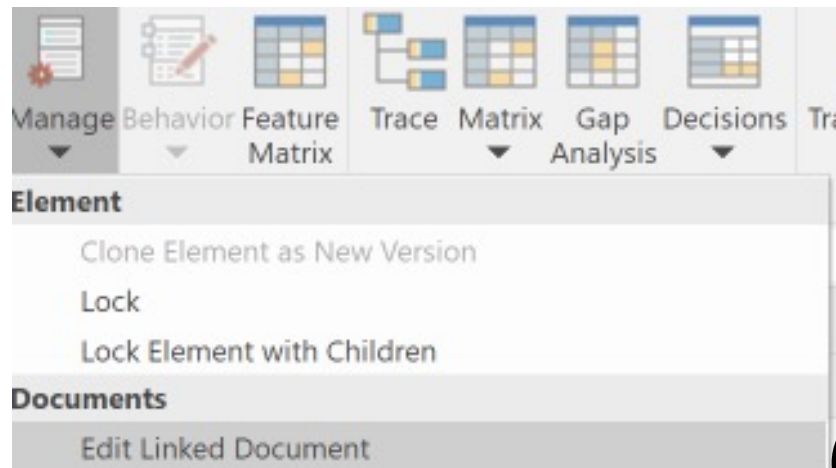 Manage Behavior Feature Trace Matrix Gap Decisions Tra
Matrix Analysis
Element
Clone Element as New Version
Lock
Lock Element with Children
Documents
Edit Linked Document